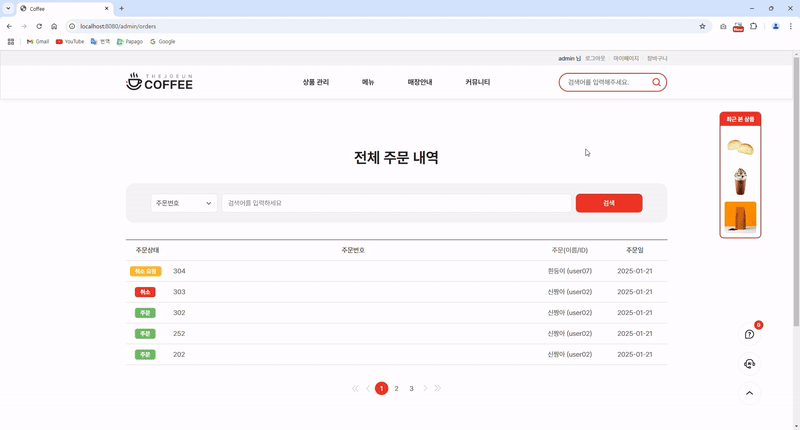 Coffee
localhost:8080/admin/orders
New
Gmail YouTube 번역 Papago Google
admin 님 로그아웃 마이페이지 장바구니
THEJOEUN
COFFEE
상품 관리 메뉴 매장안내 커뮤니티
검색어를 입력해주세요.
최근 본 상품
전체 주문 내역
주문번호 검색어를 입력하세요 검색
주문상태 주문번호 주문(이름/ID) 주문일
취소 요청 304 흰둥이 (user07) 2025-01-21
취소 303 신짱아 (user02) 2025-01-21
주문 302 신짱아 (user02) 2025-01-21
주문 252 신짱아 (user02) 2025-01-21
주문 202 신짱아 (user02) 2025-01-21
0
1 2 3